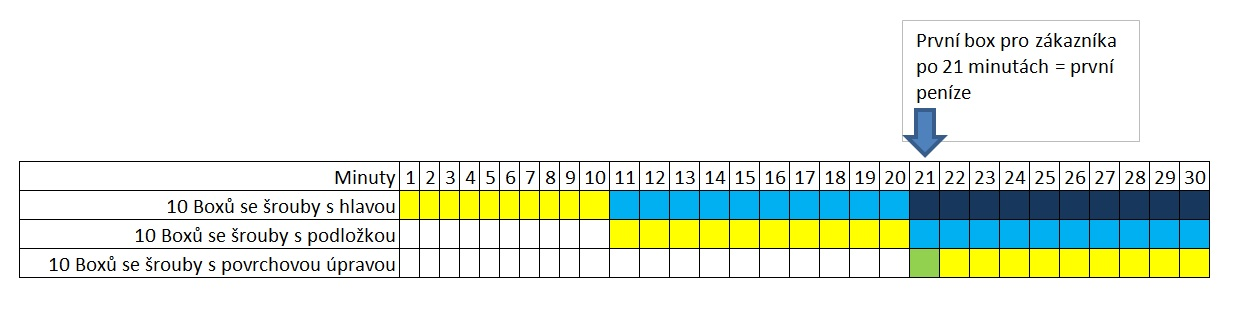 První box pro zákazníka
po 21 minutách = první
peníze
Minuty 1 2 3 4 5 6 7 8 9 10 11 12 13 14 15 16 17 18 19 20 21 22 23 24 25 26 27 28 29 30
10 Boxů se šrouby s hlavou
10 Boxů se šrouby s podložkou
10 Boxů se šrouby s povrchovou úpravou